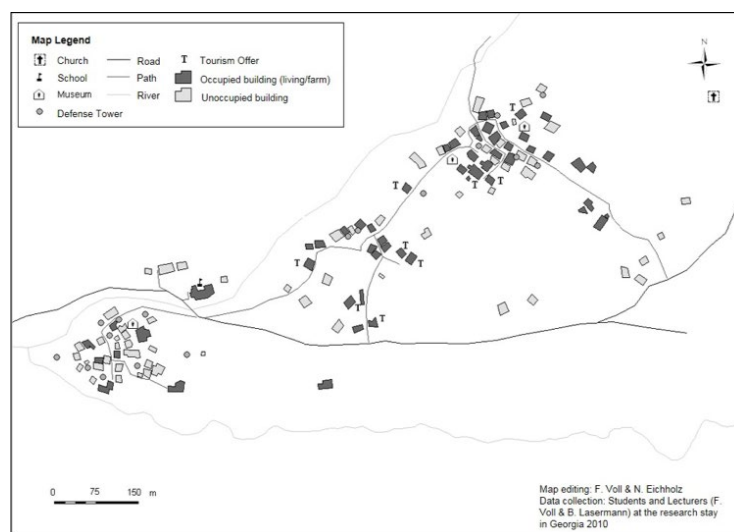 Map Legend
Church
School
Museum
Defense Tower
Road
Path
River
T Tourism Offer
Occupied building (living/farm)
Unoccupied building
N
T
T
T
T
T
T
T
T
T
0 75 150 m
Map editing: F. Voll & N. Eichholz
Data collection: Students and Lecturers (F.
Voll & B. Lasermann) at the research stay
in Georgia 2010